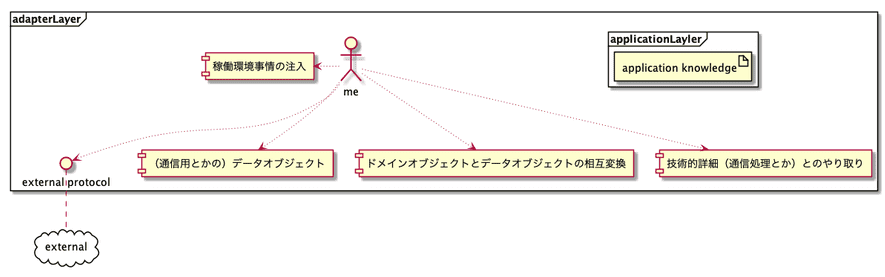 adapterLayer
applicationLayler
application knowledge
稼働環境事情の注入
me
（通信用とかの）データオブジェクト
ドメインオブジェクトとデータオブジェクトの相互変換
技術的詳細（通信処理とか）とのやり取り
external protocol
external